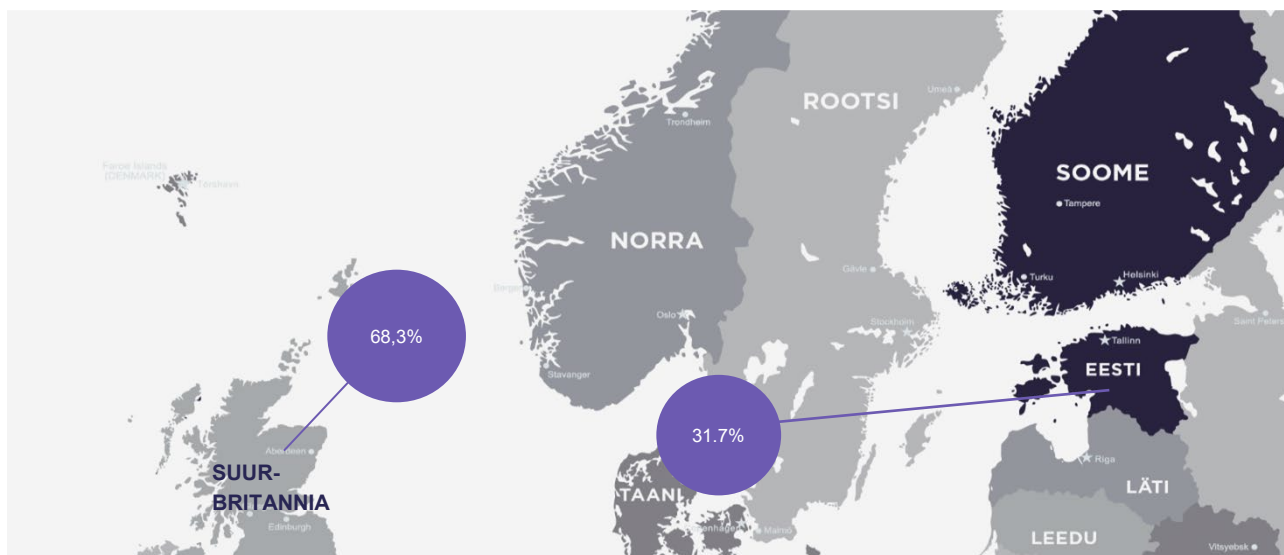 Umeå
ROOTSI
Trondheim
Faroe Islands
(DENMARK)
Tórshavn
SOOME
Tampere
NORRA
Gävle
Turku
Helsinki
Oslo
Stockholm
Saint Peters
68,3%
Tallinn
EESTI
Stavanger
31.7%
Aberdeen
Riga
SUUR-
BRITANNIA
TAANI
LÄTI
Edinburgh
Malmö
LEEDU
Vitsyebsk